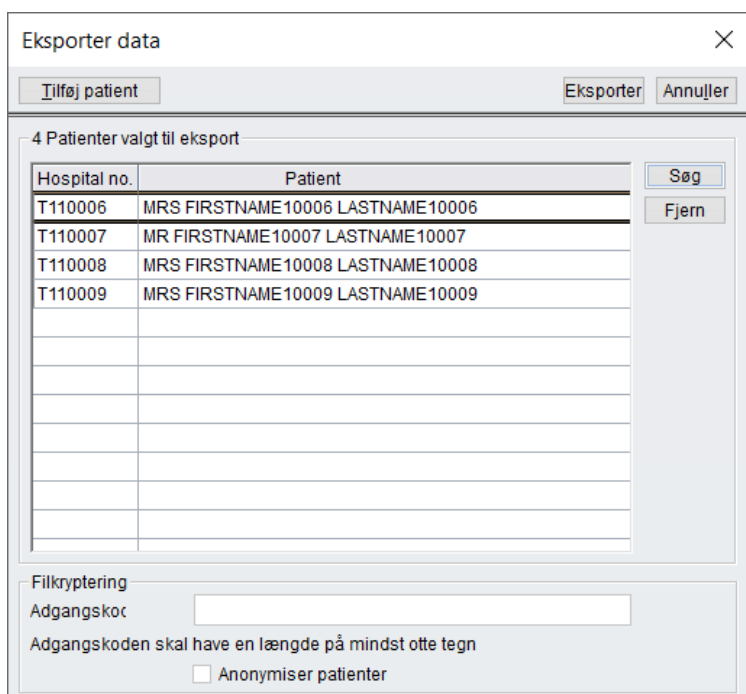 Eksporter data
Tilføj patient Eksporter Annuller
4 Patienter valgt til eksport
Hospital no. Patient Søg
T110006 MRS FIRSTNAME10006 LASTNAME10006 Fjern
T110007 MR FIRSTNAME10007 LASTNAME10007
T110008 MRS FIRSTNAME10008 LASTNAME10008
T110009 MRS FIRSTNAME10009 LASTNAME10009
Filkryptering
Adgangskoc
Adgangskoden skal have en længde på mindst otte tegn
Anonymiser patienter